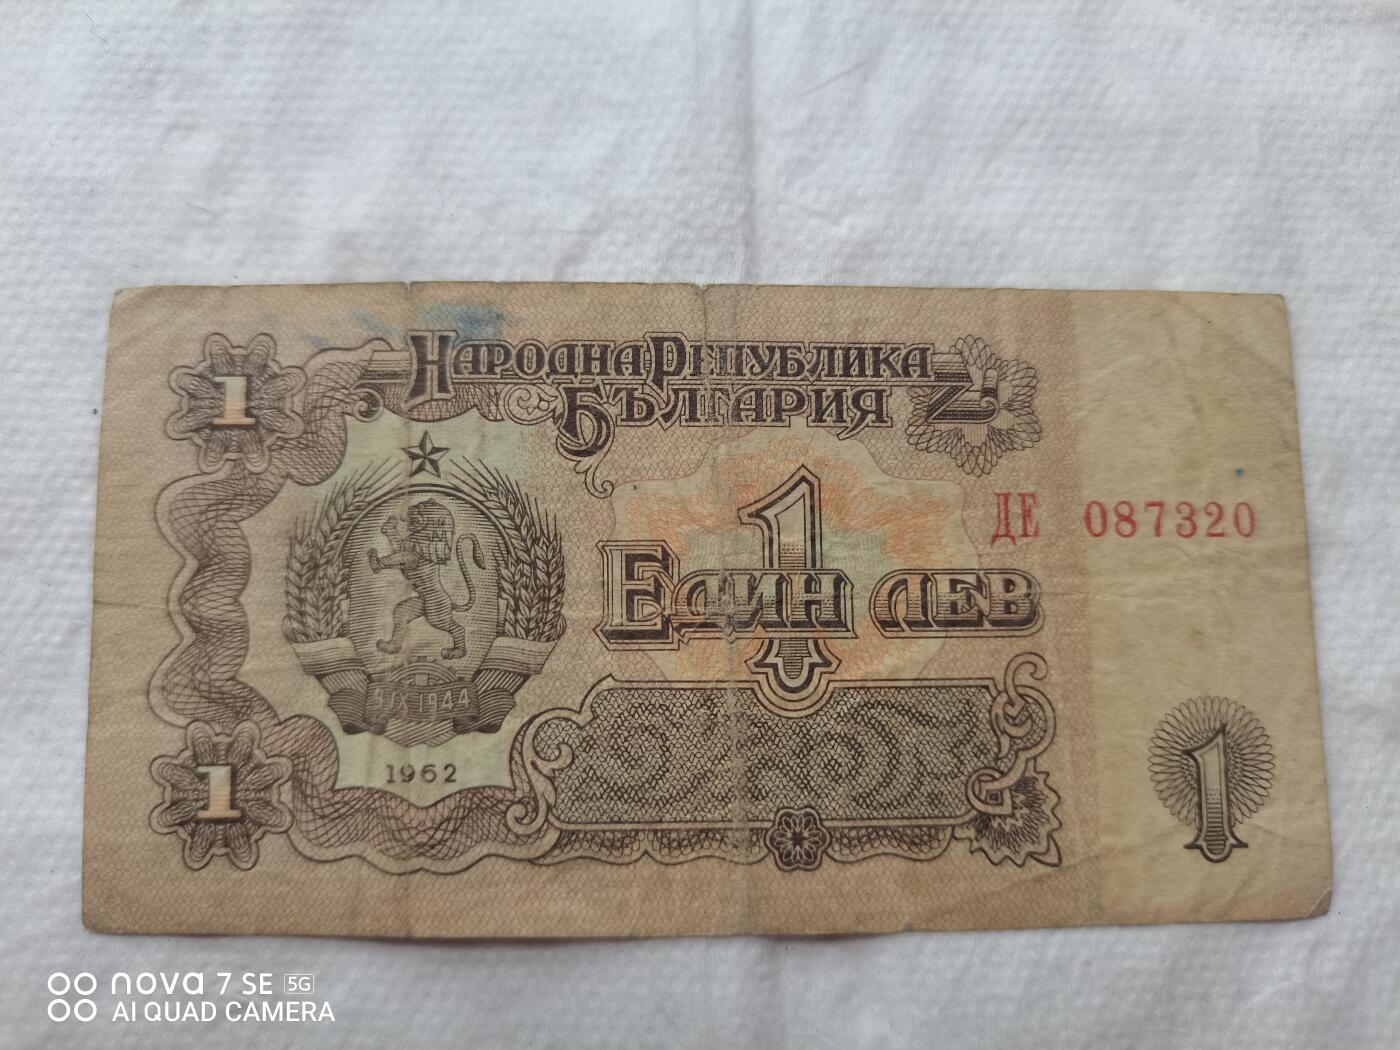 1
НАРОДНА РЕПУБЛИКА
БЪЛГАРИЯ
1
ДЕ 087320
1
ЕДИН ЛЕВ
9 IX 1944
1962
1
1
nova 7 SE 5G
AI QUAD CAMERA